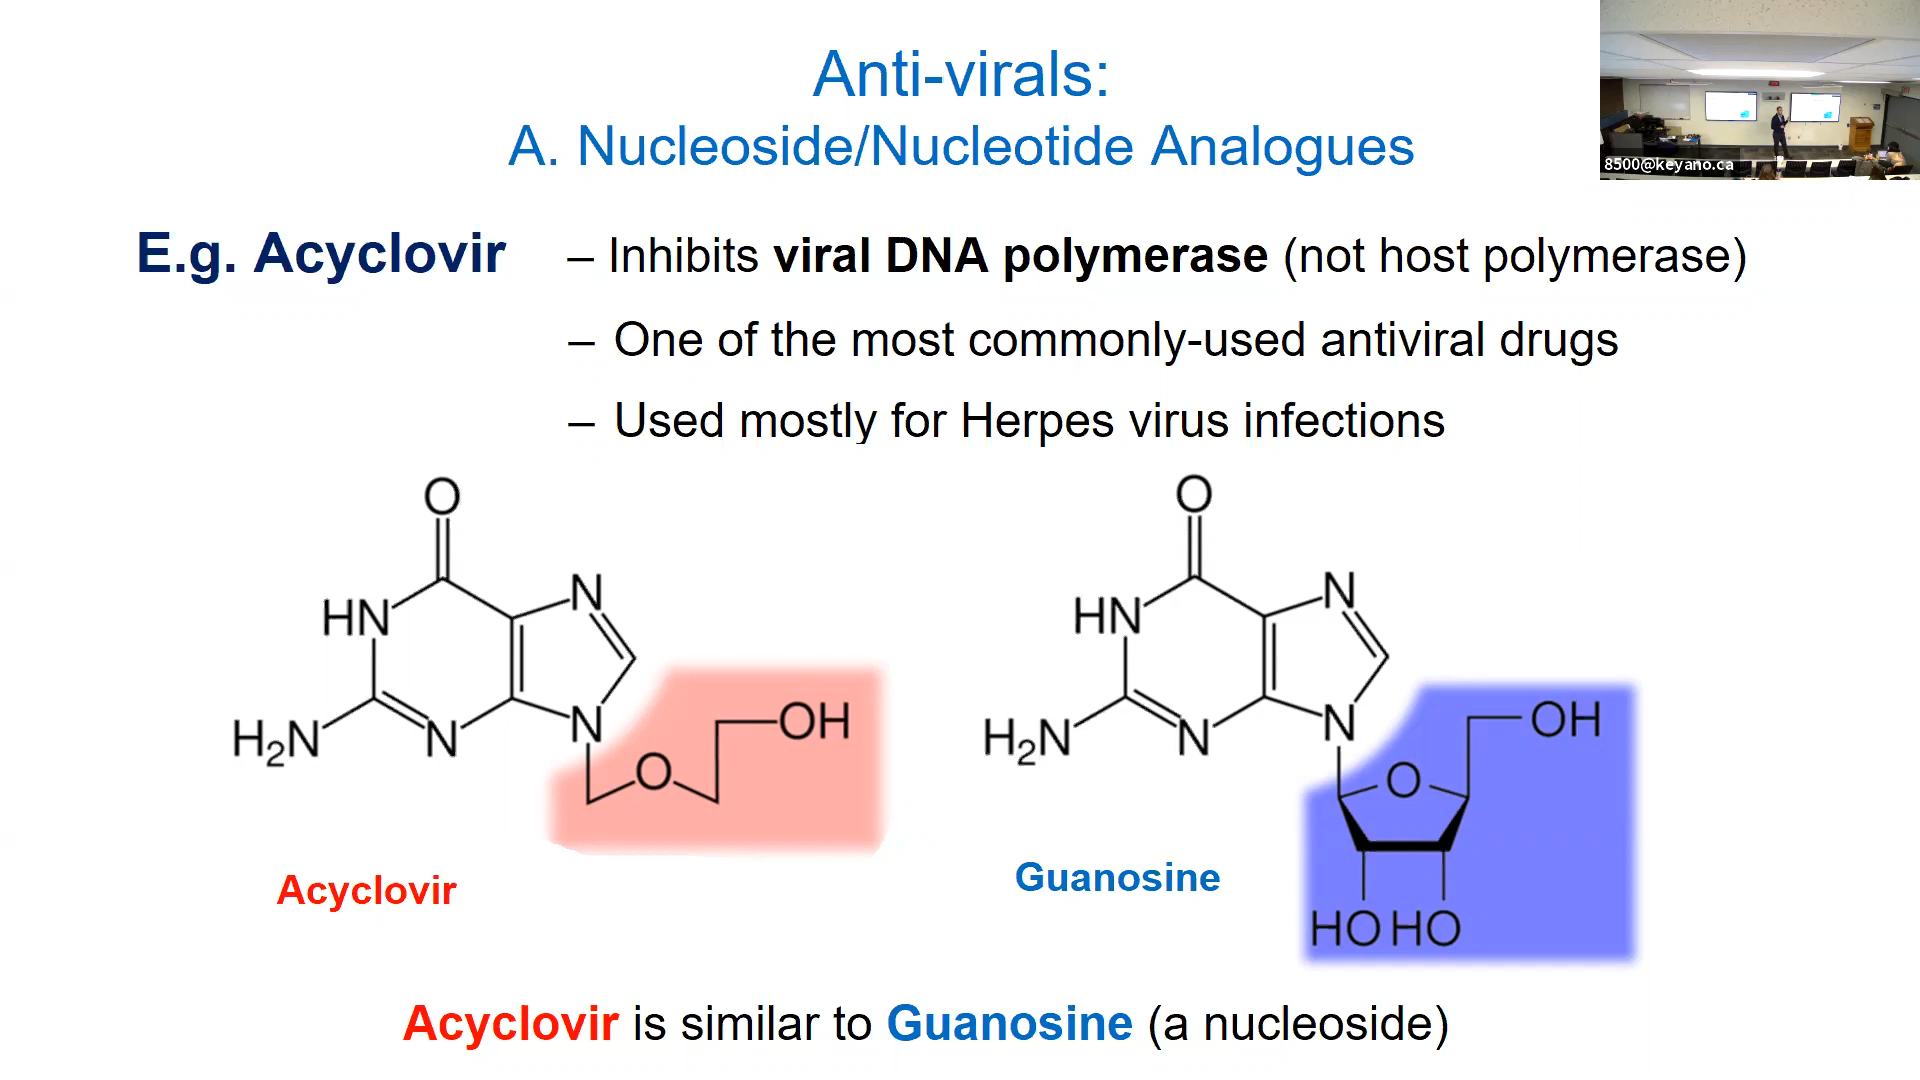 Anti-virals:
A. Nucleoside/Nucleotide Analogues
8500@keyano.ca
E.g. Acyclovir – Inhibits viral DNA polymerase (not host polymerase)
– One of the most commonly-used antiviral drugs
– Used mostly for Herpes virus infections
O
N
HN
H₂N
N
N
O
OH
Acyclovir
O
N
HN
H₂N
N
N
O
OH
HO HO
Guanosine
Acyclovir is similar to Guanosine (a nucleoside)